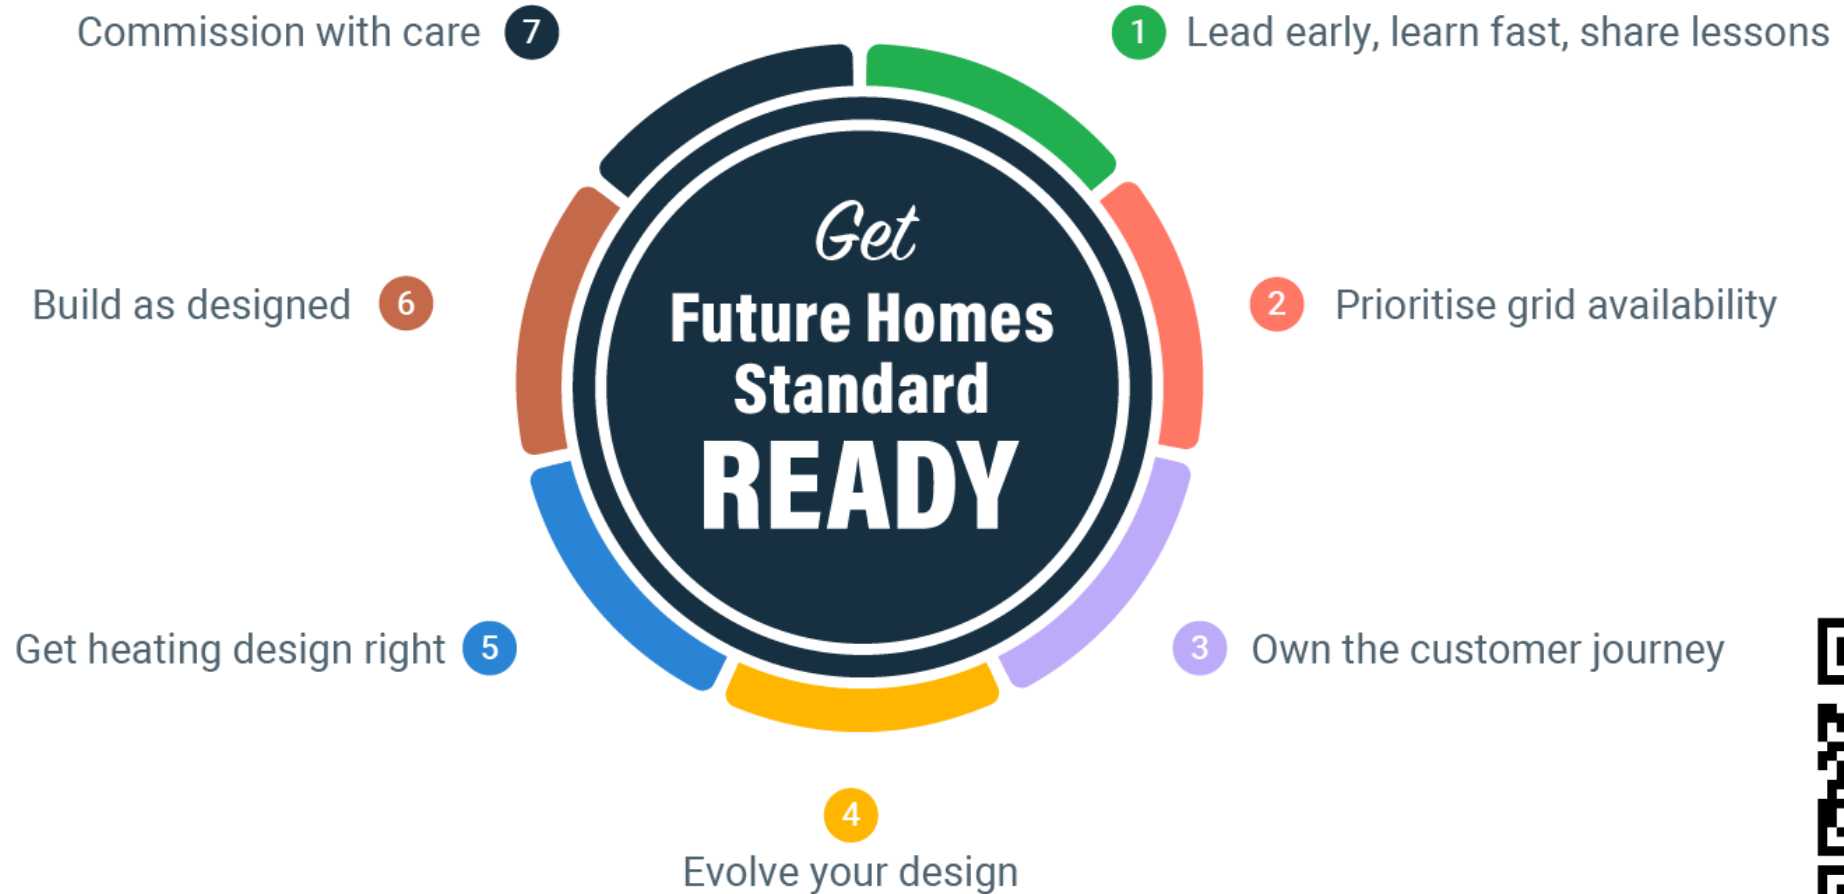 Commission with care 7
1 Lead early, learn fast, share lessons
Get
Future Homes
Standard
READY
Build as designed 6
2 Prioritise grid availability
Get heating design right 5
3 Own the customer journey
4
Evolve your design